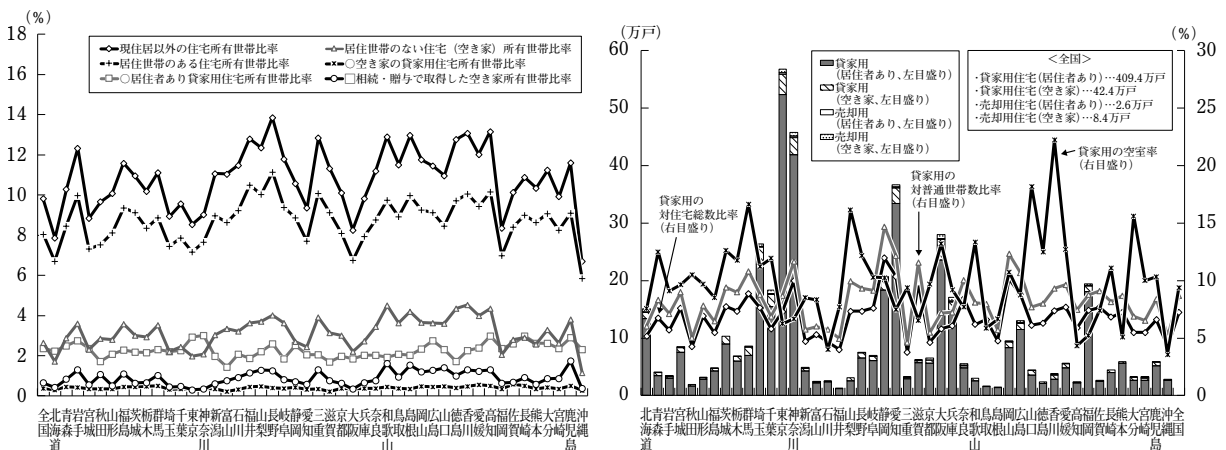 (%)
18
16
14
12
10
8
6
4
2
0
現住居以外の住宅所有世帯比率
居住世帯のない住宅（空き家）所有世帯比率
居住世帯のある住宅所有世帯比率
○空き家の貸家用住宅所有世帯比率
○居住者あり貸家用住宅所有世帯比率
□相続・贈与で取得した空き家所有世帯比率
全国 北海道 青森 岩手 宮城 秋田 山形 福島 茨城 栃木 群馬 埼玉 千葉 東京 神奈川 新潟 富山 石川 福井 山梨 長野 岐阜 静岡 愛知 三重 滋賀 京都 大阪 兵庫 奈良 和歌山 鳥取 島根 岡山 広島 山口 徳島 香川 愛媛 高知 福岡 佐賀 長崎 熊本 大分 宮崎 鹿児島 沖縄
(万戸)
60
50
40
30
20
10
0
(%)
30
25
20
15
10
5
0
貸家用
(居住者あり、左目盛り)
貸家用
(空き家、左目盛り)
売却用
(居住者あり、左目盛り)
売却用
(空き家、左目盛り)
＜全国＞
・貸家用住宅(居住者あり)…409.4万戸
・貸家用住宅(空き家)…42.4万戸
・売却用住宅(居住者あり)…2.6万戸
・売却用住宅(空き家)…8.4万戸
貸家用の空室率
(右目盛り)
貸家用の
対普通世帯数比率
(右目盛り)
貸家用の
対住宅総数比率
(右目盛り)
北海道 青森 岩手 宮城 秋田 山形 福島 茨城 栃木 群馬 埼玉 千葉 東京 神奈川 新潟 富山 石川 福井 山梨 長野 岐阜 静岡 愛知 三重 滋賀 京都 大阪 兵庫 奈良 和歌山 鳥取 島根 岡山 広島 山口 徳島 香川 愛媛 高知 福岡 佐賀 長崎 熊本 大分 宮崎 鹿児島 沖縄 全国